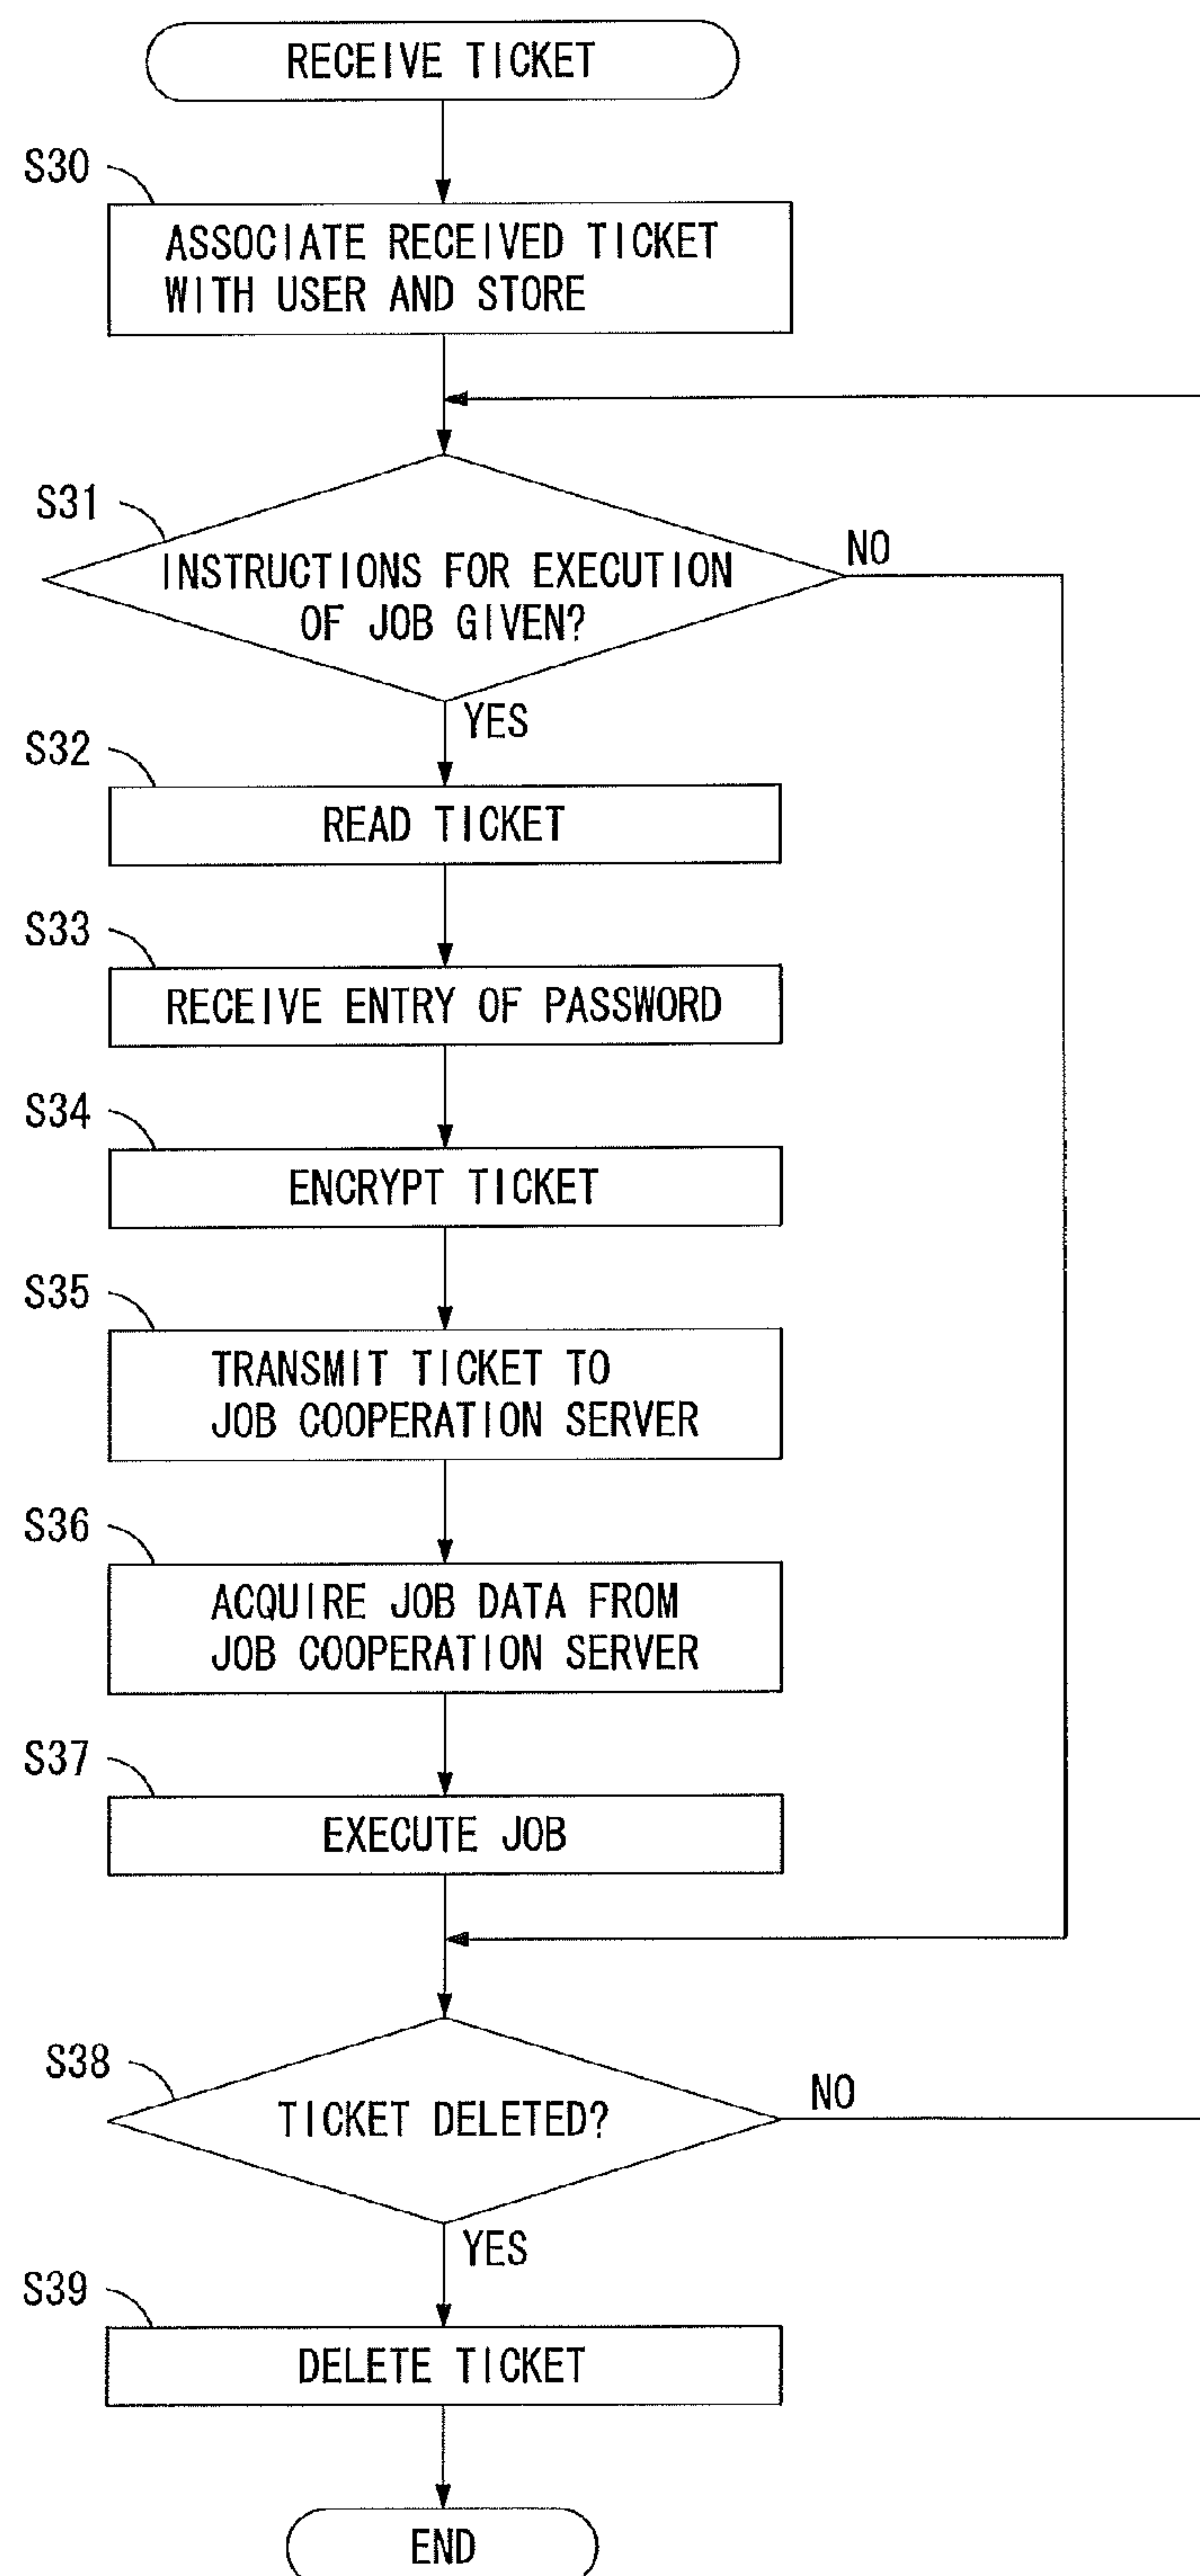 RECEIVE TICKET
S30
ASSOCIATE RECEIVED TICKET
WITH USER AND STORE
S31
INSTRUCTIONS FOR EXECUTION
OF JOB GIVEN?
NO
YES
S32
READ TICKET
S33
RECEIVE ENTRY OF PASSWORD
S34
ENCRYPT TICKET
S35
TRANSMIT TICKET TO
JOB COOPERATION SERVER
S36
ACQUIRE JOB DATA FROM
JOB COOPERATION SERVER
S37
EXECUTE JOB
S38
TICKET DELETED?
NO
YES
S39
DELETE TICKET
END